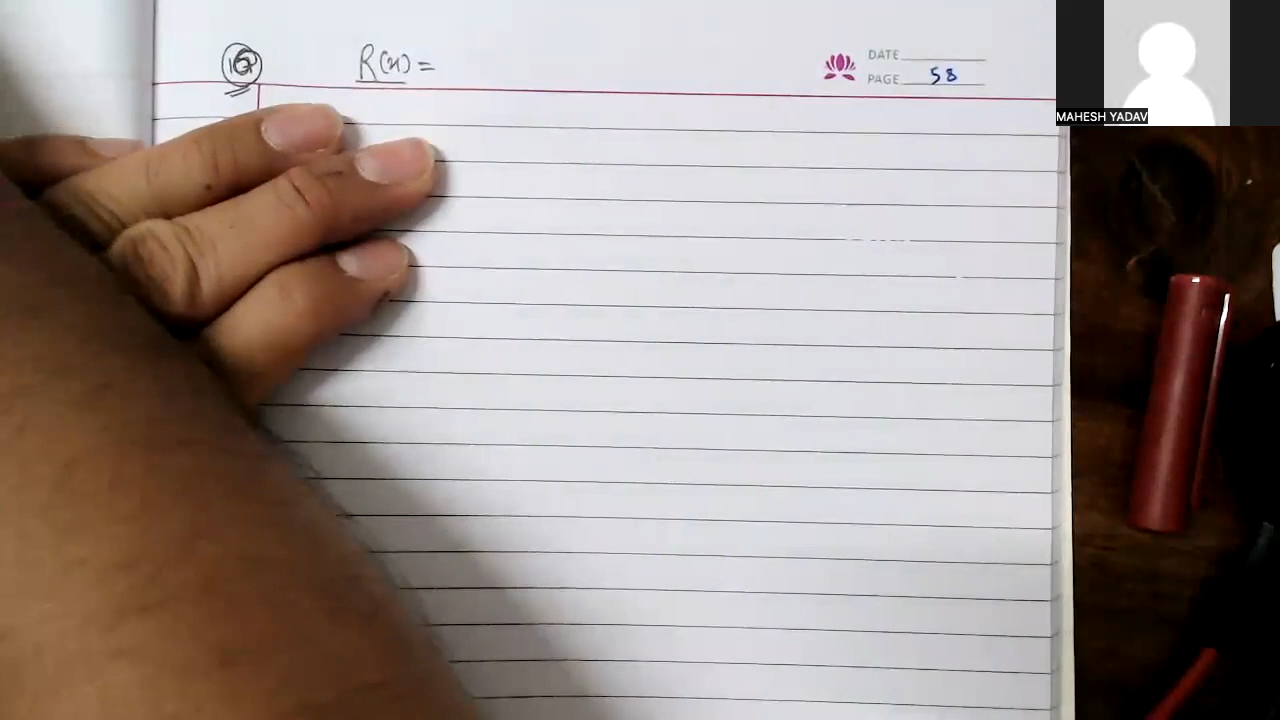 16 R(x) =
DATE
PAGE 58
MAHESH YADAV